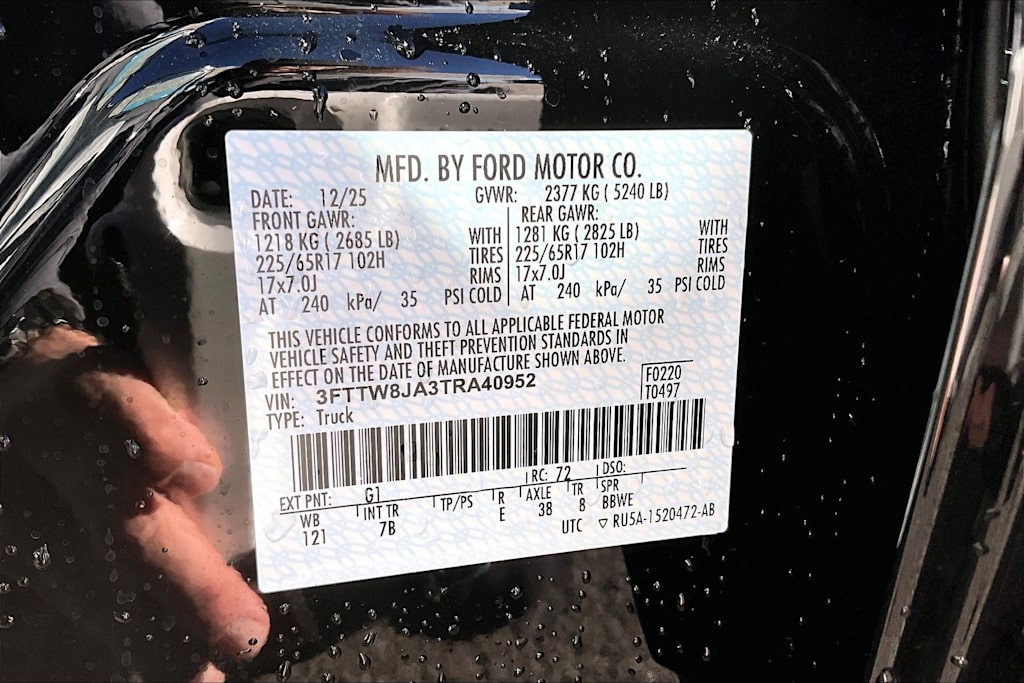 MFD. BY FORD MOTOR CO.
DATE: 12/25 GVWR: 2377 KG ( 5240 LB)
FRONT GAWR: REAR GAWR:
1218 KG ( 2685 LB) WITH 1281 KG ( 2825 LB) WITH
225/65R17 102H TIRES 225/65R17 102H TIRES
17x7.0J RIMS 17x7.0J RIMS
AT 240 kPa/ 35 PSI COLD AT 240 kPa/ 35 PSI COLD
THIS VEHICLE CONFORMS TO ALL APPLICABLE FEDERAL MOTOR
VEHICLE SAFETY AND THEFT PREVENTION STANDARDS IN
EFFECT ON THE DATE OF MANUFACTURE SHOWN ABOVE.
VIN: 3FTTW8JA3TRA40952 F0220
TYPE: Truck T0497
EXT PNT: G1 RC: 72 DSO:
WB INT TR TP/PS R AXLE TR SPR
121 7B E 38 8 BBWE
UTC ▽ RU5A-1520472-AB